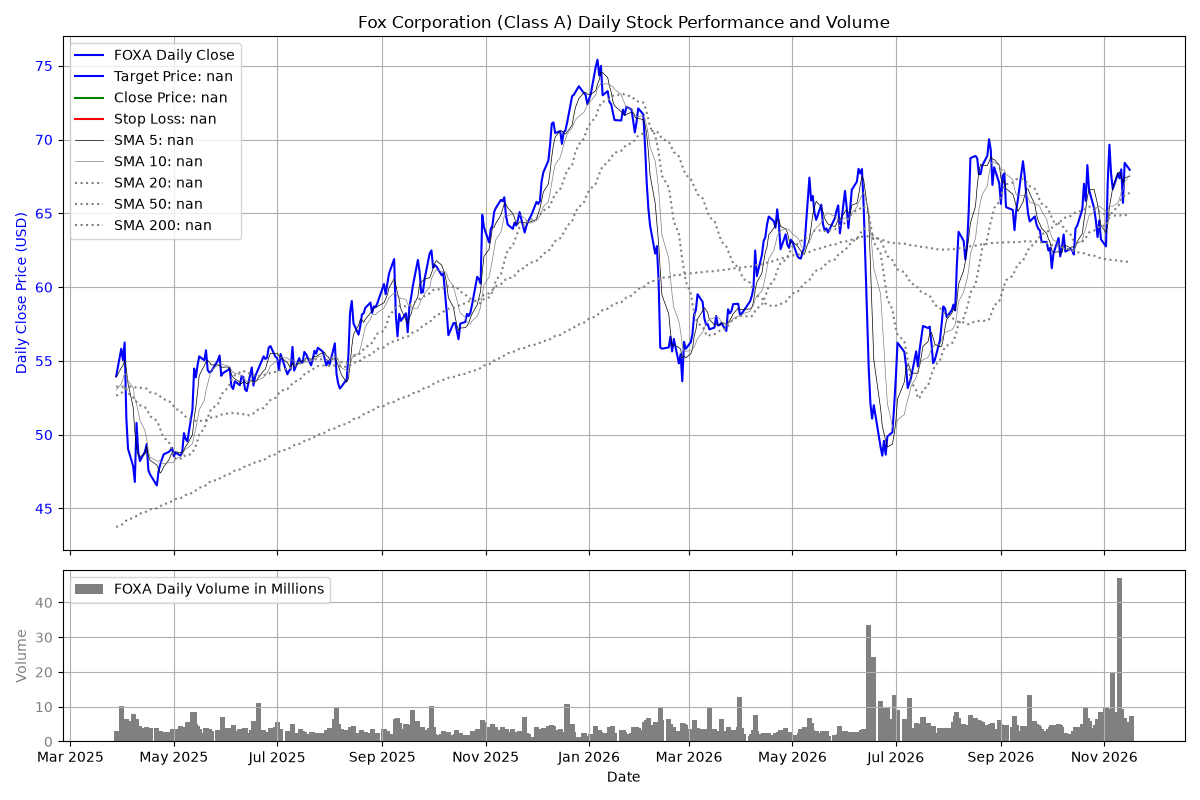 Fox Corporation (Class A) Daily Stock Performance and Volume
75
70
65
60
55
50
45
Daily Close Price (USD)
FOXA Daily Close
Target Price: nan
Close Price: nan
Stop Loss: nan
SMA 5: nan
SMA 10: nan
SMA 20: nan
SMA 50: nan
SMA 200: nan
40
30
20
10
0
Volume
FOXA Daily Volume in Millions
Mar 2025 May 2025 Jul 2025 Sep 2025 Nov 2025 Jan 2026 Mar 2026 May 2026 Jul 2026 Sep 2026 Nov 2026
Date